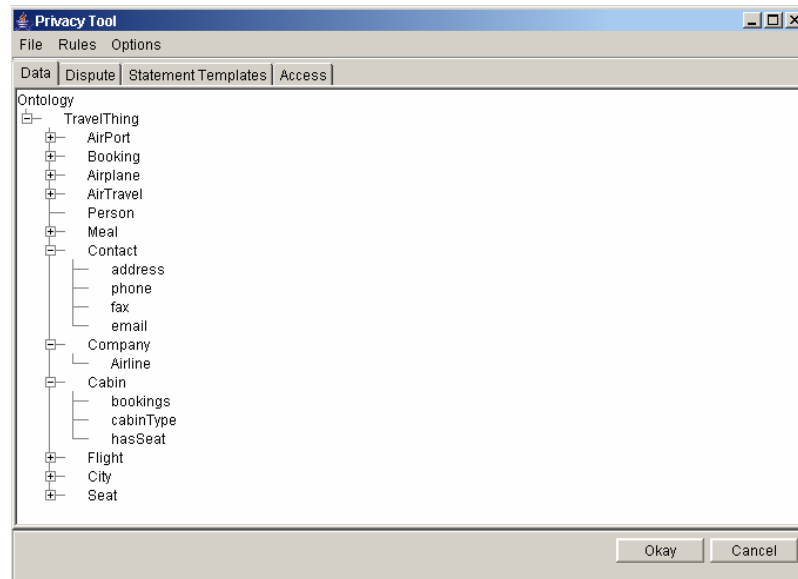 Privacy Tool
File Rules Options
Data Dispute Statement Templates Access
Ontology
TravelThing
AirPort
Booking
Airplane
AirTravel
Person
Meal
Contact
address
phone
fax
email
Company
Airline
Cabin
bookings
cabinType
hasSeat
Flight
City
Seat
Okay Cancel